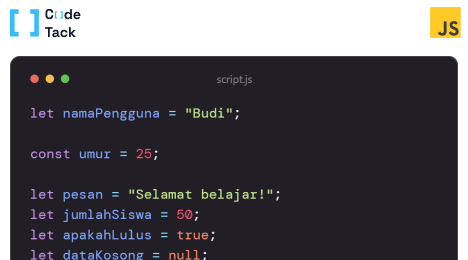 Code
Tack
JS
script.js
let namaPengguna = "Budi";
const umur = 25;
let pesan = "Selamat belajar!";
let jumlahSiswa = 50;
let apakahLulus = true;
let dataKosong = null;